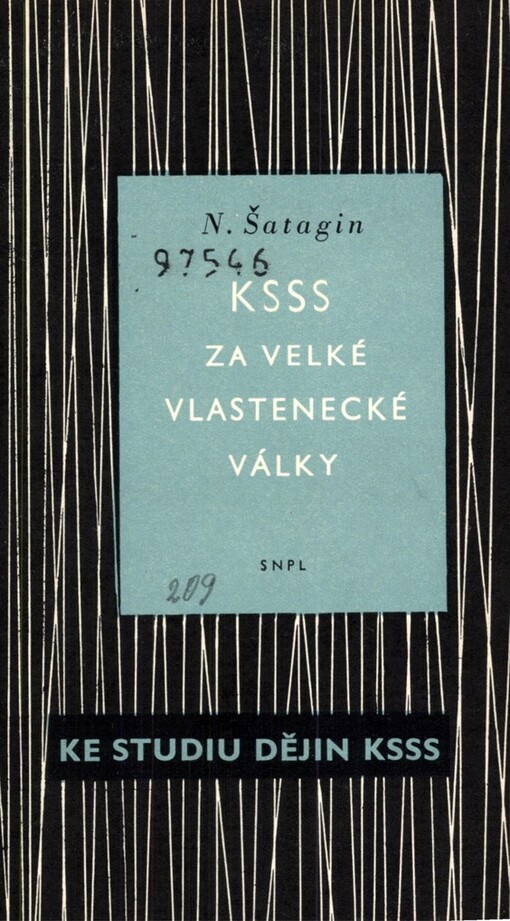 N. Šatagin
97546
KSSS
ZA VELKÉ
VLASTENECKÉ
VÁLKY
SNPL
209
KE STUDIU DĚJIN KSSS